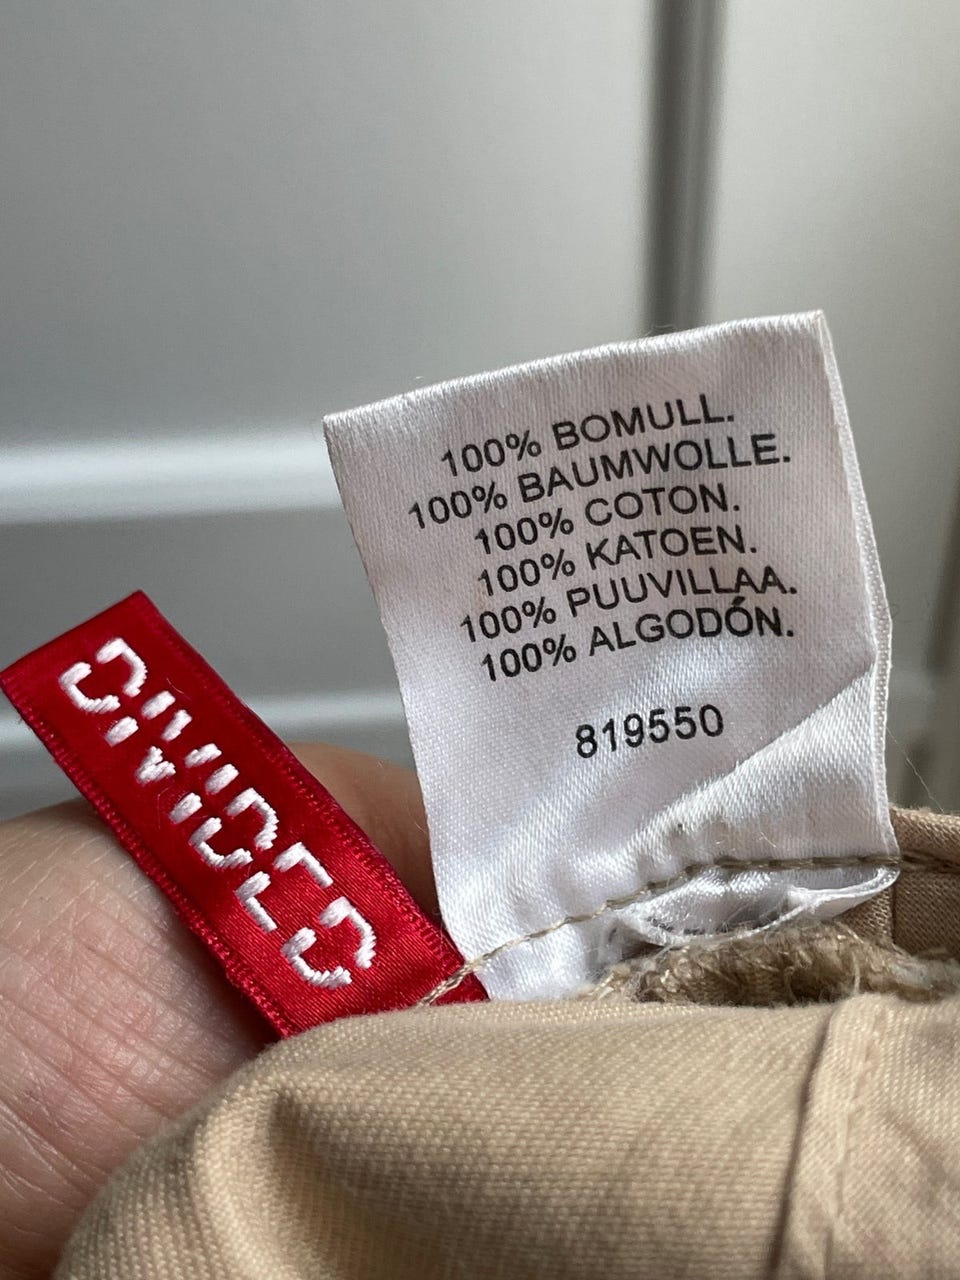 100% BOMULL.
100% BAUMWOLLE.
100% COTON.
100% KATOEN.
100% PUUVILLAA.
100% ALGODÓN.
819550
DIVIDED